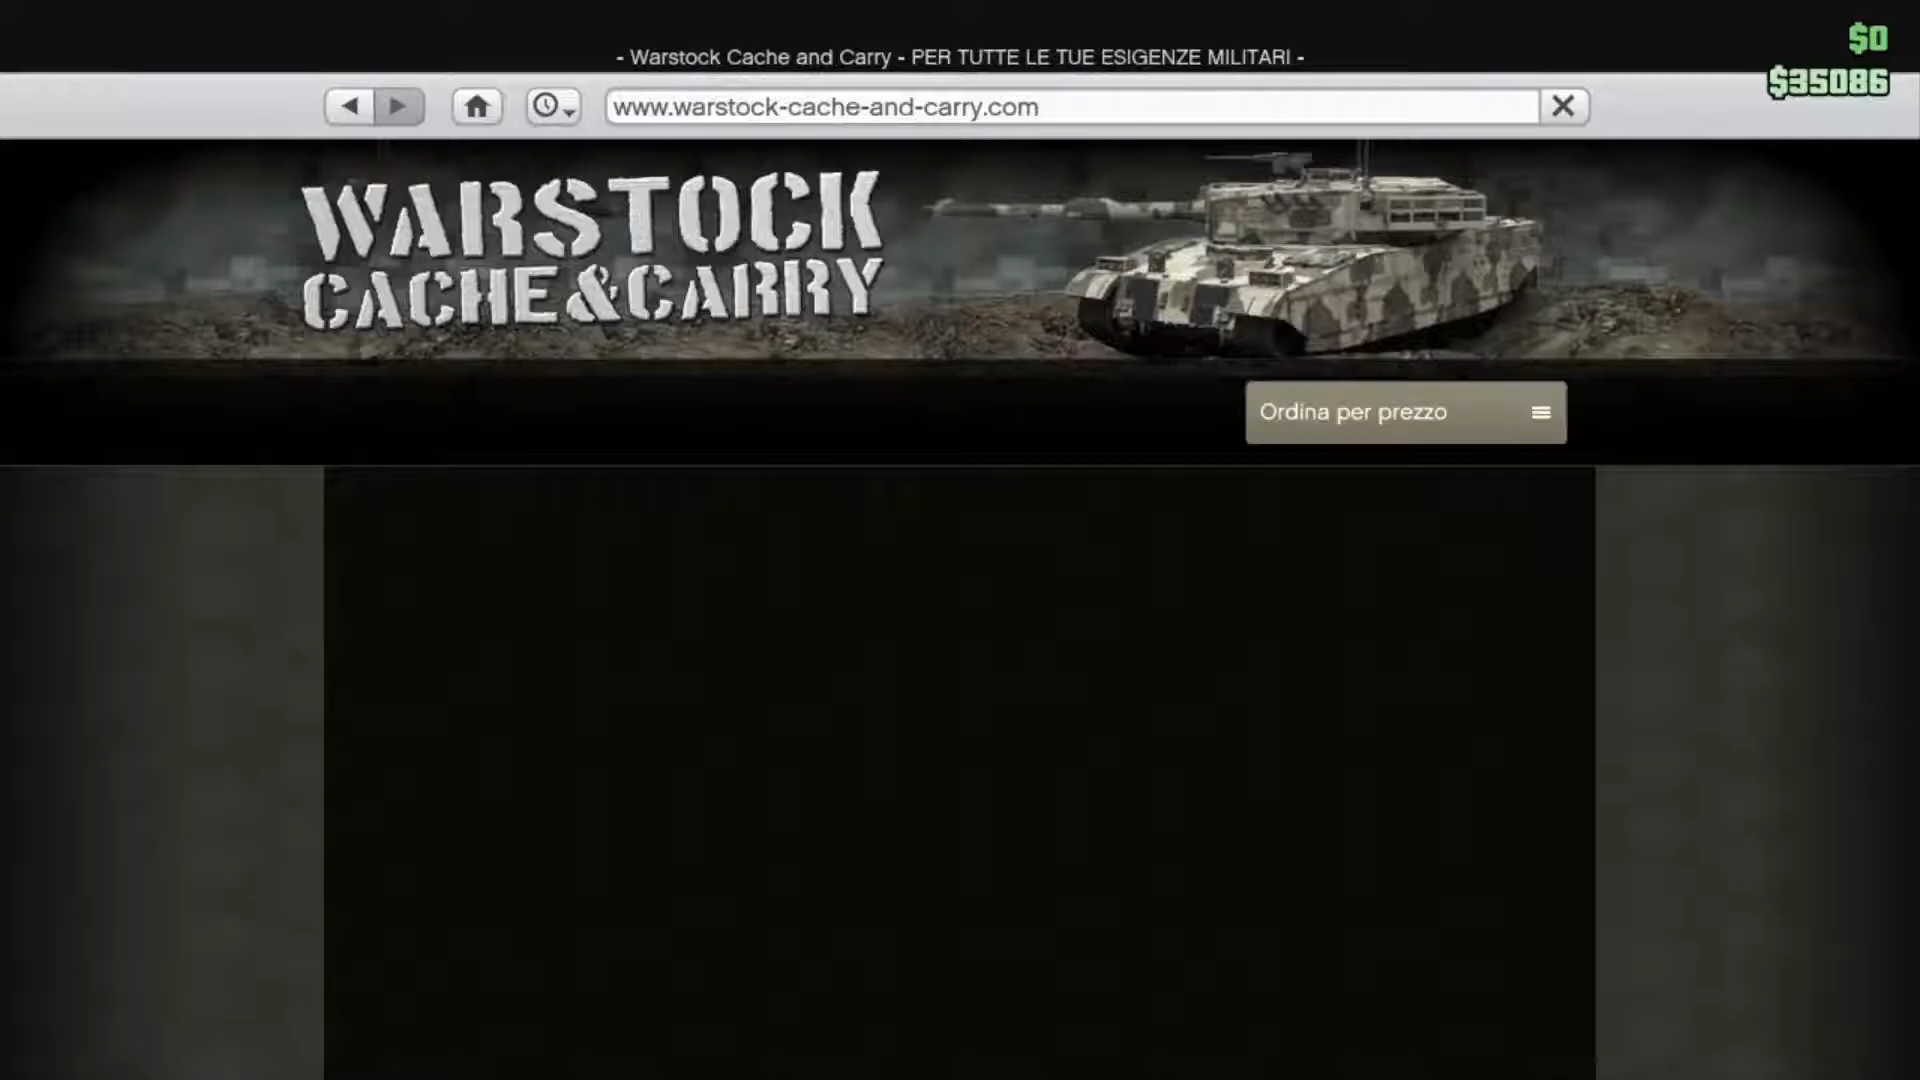 $0
- Warstock Cache and Carry - PER TUTTE LE TUE ESIGENZE MILITARI -
$35086
www.warstock-cache-and-carry.com
WARSTOCK
CACHE&CARRY
Ordina per prezzo